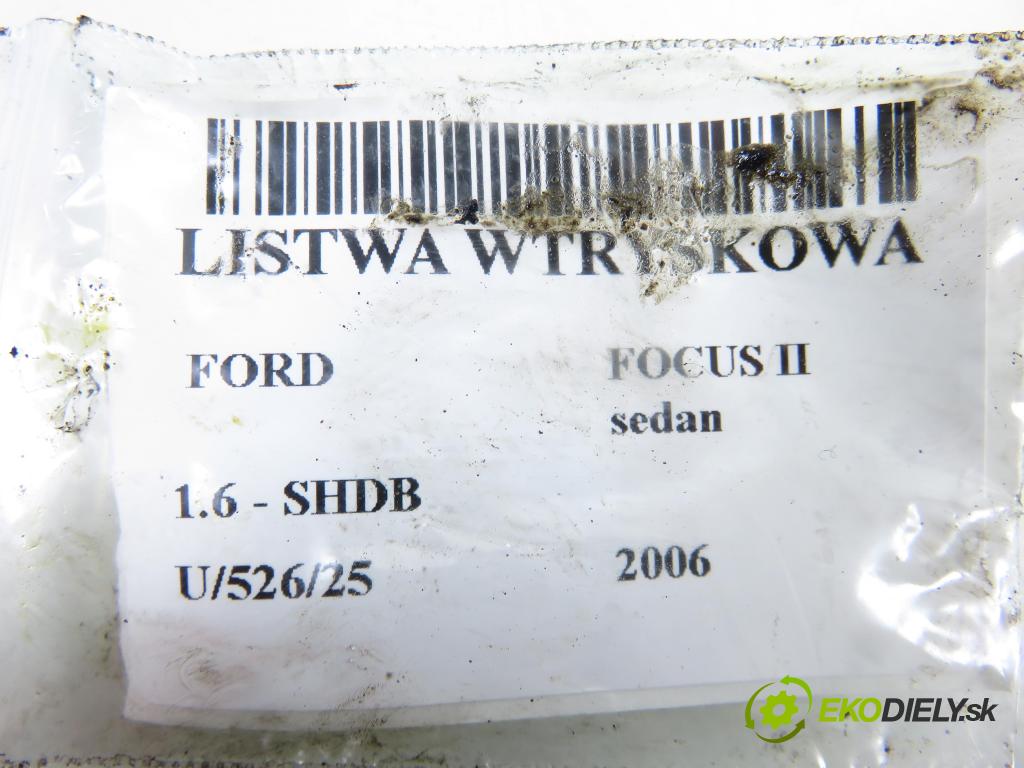 LISTWA WTRYSKOWA
FORD FOCUS II
sedan
1.6 - SHDB
U/526/25 2006
EKODIELY.sk